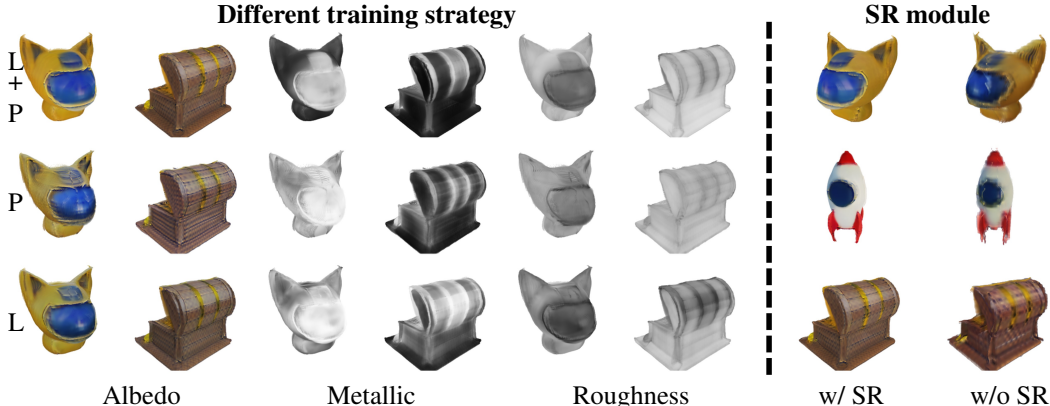 Different training strategy
SR module
L
+
P
P
L
Albedo
Metallic
Roughness
w/ SR
w/o SR